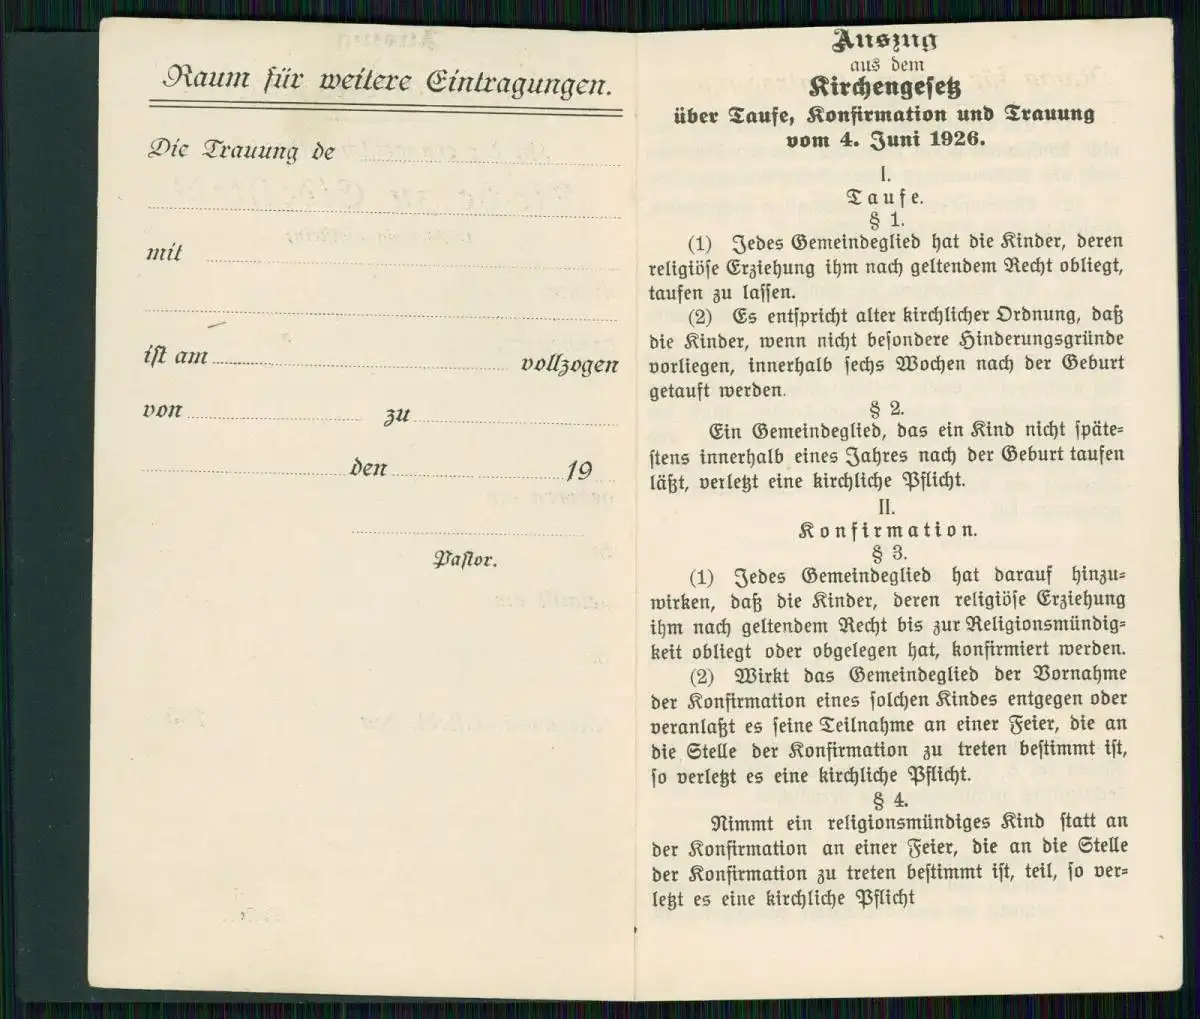 Raum für weitere Eintragungen.
Die Trauung de
mit
ist am vollzogen
von zu
den 19
Pastor.
Auszug
aus dem
Kirchengesetz
über Taufe, Konfirmation und Trauung
vom 4. Juni 1926.
I.
Taufe.
§ 1.
(1) Jedes Gemeindeglied hat die Kinder, deren
religiöse Erziehung ihm nach geltendem Recht obliegt,
taufen zu lassen.
(2) Es entspricht alter kirchlicher Ordnung, daß
die Kinder, wenn nicht besondere Hinderungsgründe
vorliegen, innerhalb sechs Wochen nach der Geburt
getauft werden.
§ 2.
Ein Gemeindeglied, das ein Kind nicht späte=
stens innerhalb eines Jahres nach der Geburt taufen
läßt, verletzt eine kirchliche Pflicht.
II.
Konfirmation.
§ 3.
(1) Jedes Gemeindeglied hat darauf hinzu=
wirken, daß die Kinder, deren religiöse Erziehung
ihm nach geltendem Recht bis zur Religionsmündig=
keit obliegt oder obgelegen hat, konfirmiert werden.
(2) Wirkt das Gemeindeglied der Vornahme
der Konfirmation eines solchen Kindes entgegen oder
veranlaßt es seine Teilnahme an einer Feier, die an
die Stelle der Konfirmation zu treten bestimmt ist,
so verletzt es eine kirchliche Pflicht.
§ 4.
Nimmt ein religionsmündiges Kind statt an
der Konfirmation an einer Feier, die an die Stelle
der Konfirmation zu treten bestimmt ist, teil, so ver=
letzt es eine kirchliche Pflicht